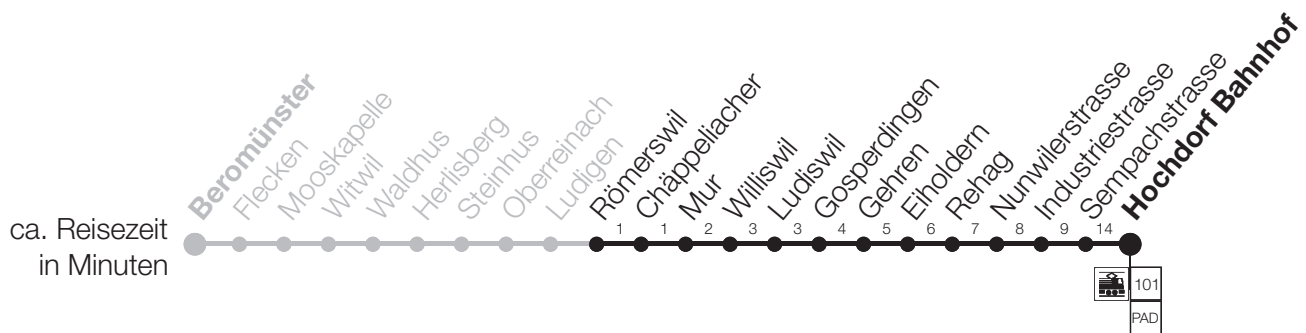 Beromünster
Flecken
Mooskapelle
Witwil
Waldhus
Herlisberg
Steinhus
Oberreinach
Ludigen
Römerswil
Chäppeliacher
Mur
Williswil
Ludiswil
Gosperdingen
Gehren
Eiholdern
Rehag
Nunwilerstrasse
Industriestrasse
Sempachstrasse
Hochdorf Bahnhof
ca. Reisezeit
in Minuten
1 1 2 3 3 4 5 6 7 8 9 14
101
PAD